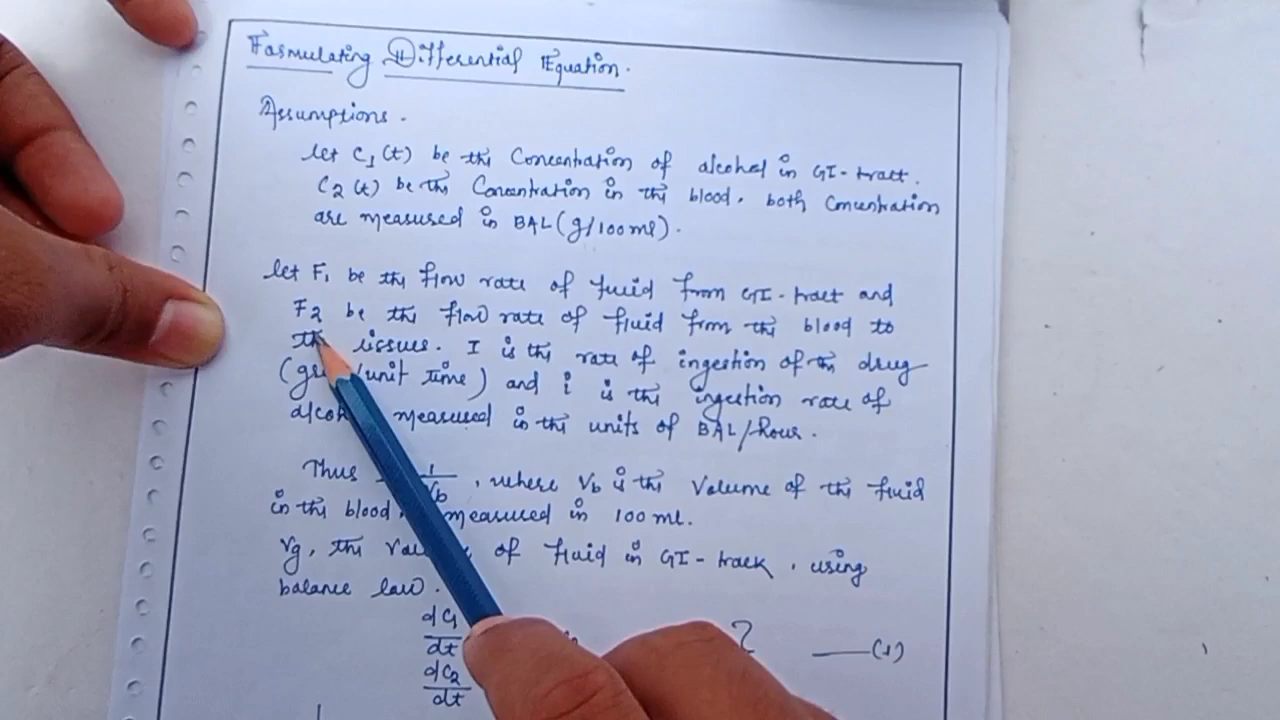 Formulating Differential Equation.
Assumptions.
Let C₁(t) be the Concentration of alcohol in GI-tract.
C₂(t) be the Concentration in the blood. both Concentration
are measured in BAL (g/100ml).
let F₁ be the flow rate of fluid from GI-tract and
F₂ be the flow rate of fluid from the blood to
the tissues. I is the rate of ingestion of the drug
/unit time) and i is the ingestion rate of
measured in the units of BAL/hour.
Thus , where Vb is the Volume of the fluid
in the blood measured in 100 ml.
Vg, the of fluid in GI-track, using
balance law.
dC₁/dt (1)
dC₂/dt